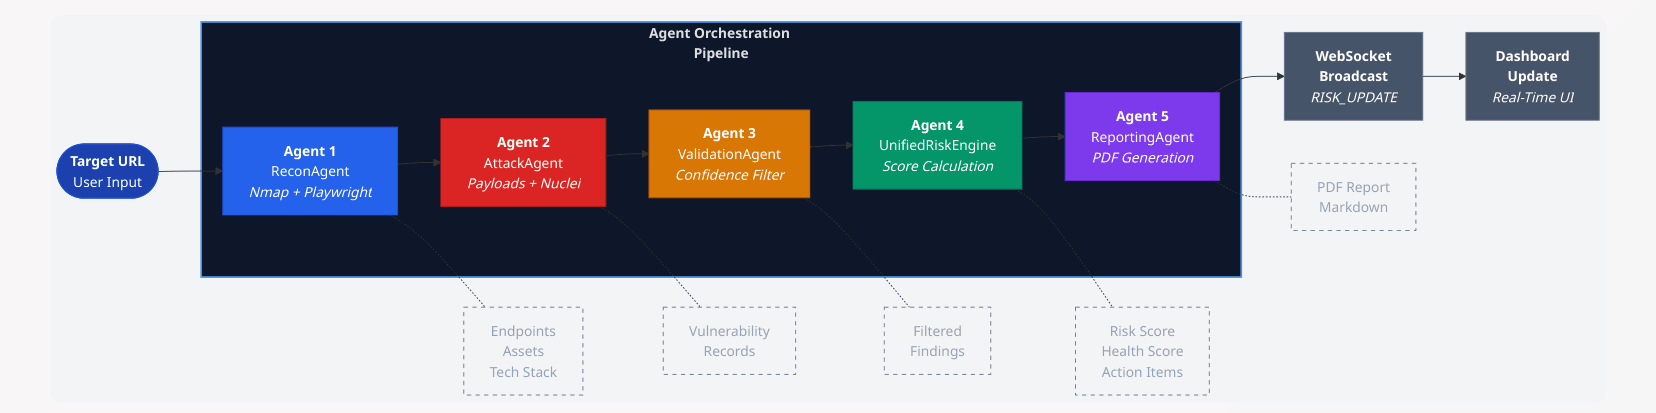 Agent Orchestration
Pipeline
Target URL
User Input
Agent 1
ReconAgent
Nmap + Playwright
Agent 2
AttackAgent
Payloads + Nuclei
Agent 3
ValidationAgent
Confidence Filter
Agent 4
UnifiedRiskEngine
Score Calculation
Agent 5
ReportingAgent
PDF Generation
WebSocket
Broadcast
RISK_UPDATE
Dashboard
Update
Real-Time UI
PDF Report
Markdown
Endpoints
Assets
Tech Stack
Vulnerability
Records
Filtered
Findings
Risk Score
Health Score
Action Items